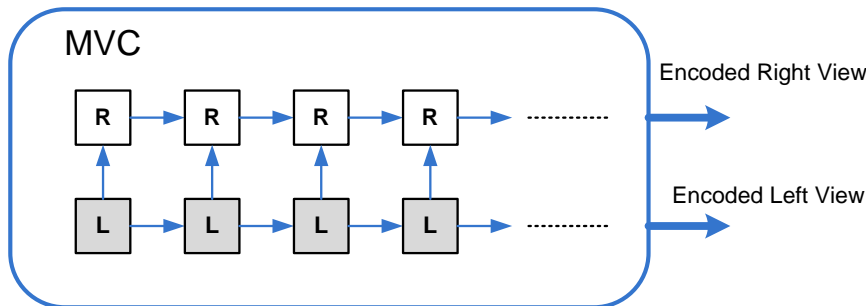 MVC
Encoded Right View
R R R R
Encoded Left View
L L L L